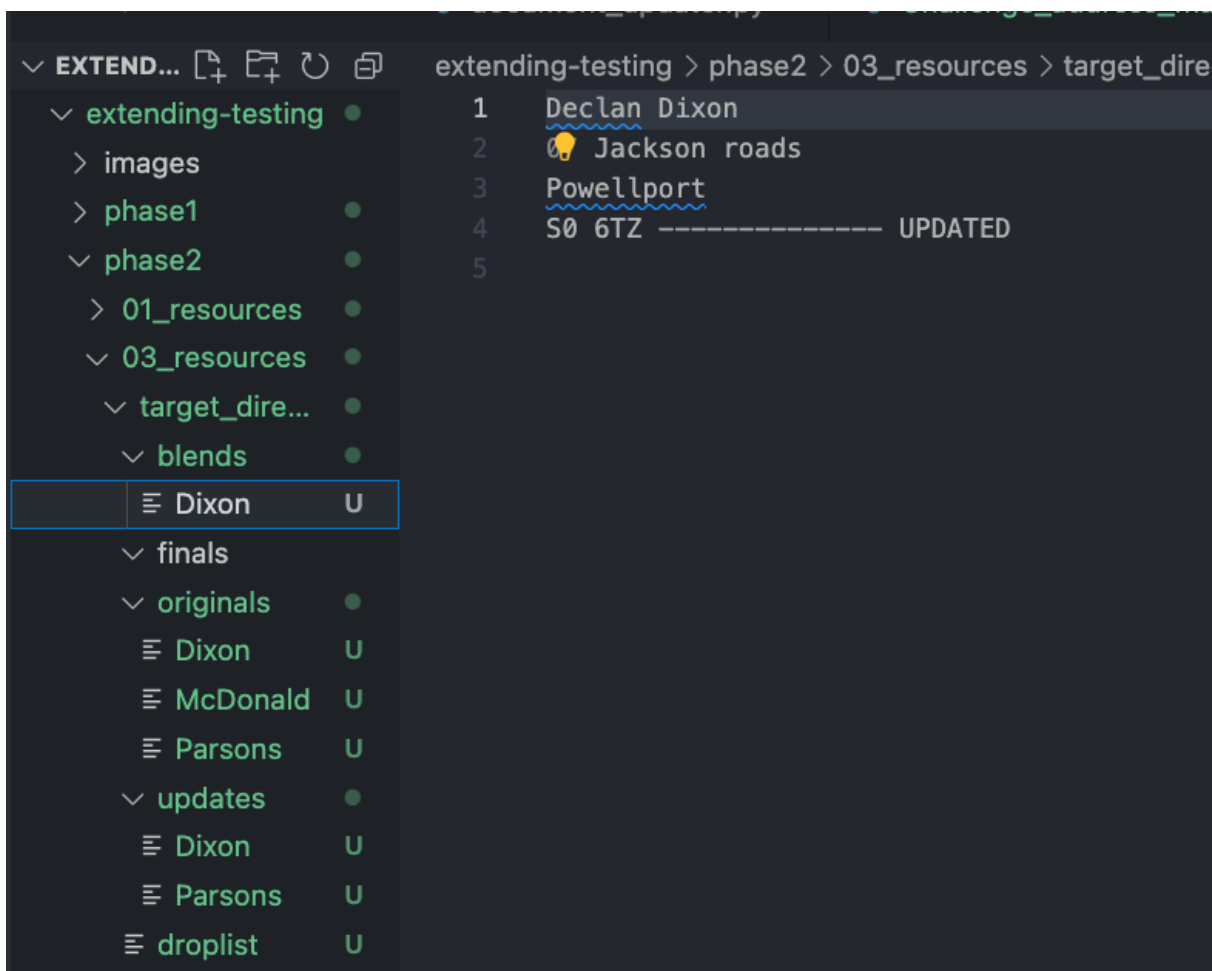 EXTEND...
extending-testing
images
phase1
phase2
01_resources
03_resources
target_dire...
blends
Dixon U
finals
originals
Dixon U
McDonald U
Parsons U
updates
Dixon U
Parsons U
droplist U
extending-testing > phase2 > 03_resources > target_dire
1 Declan Dixon
2 Jackson roads
3 Powellport
4 S0 6TZ –––––––––––––– UPDATED
5